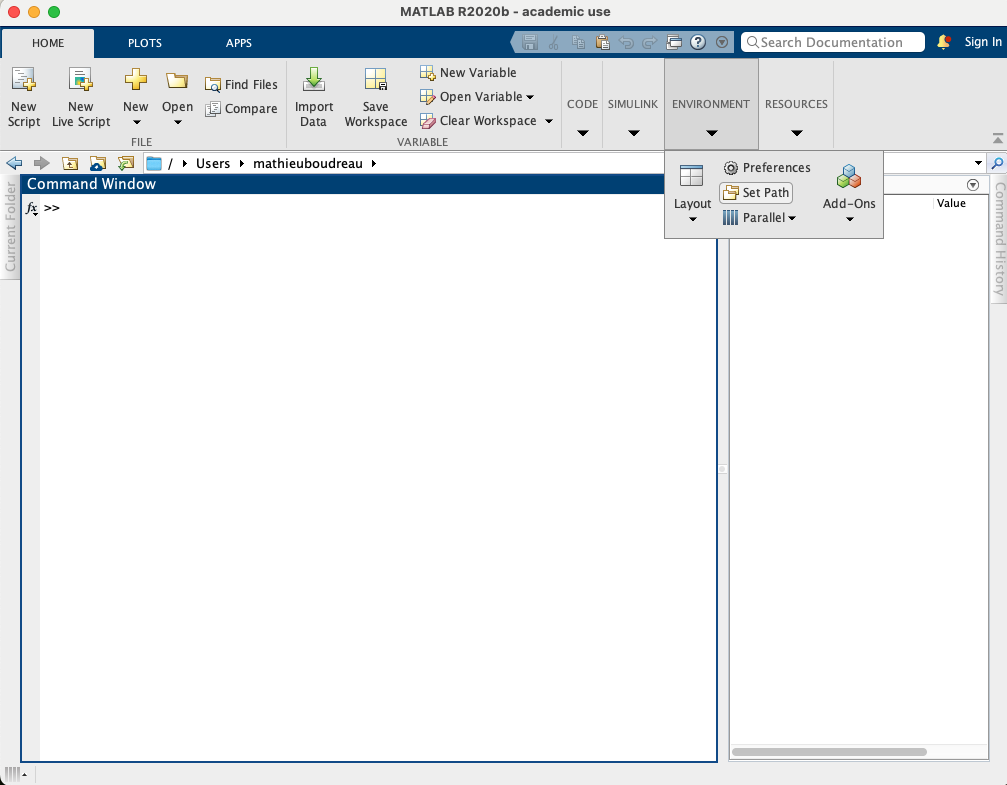 MATLAB R2020b - academic use
HOME PLOTS APPS
Search Documentation
Sign In
New Script
New Live Script
New
Open
Find Files
Compare
FILE
Import Data
Save Workspace
New Variable
Open Variable
Clear Workspace
VARIABLE
CODE
SIMULINK
ENVIRONMENT
RESOURCES
/ Users mathieuboudreau
Layout
Preferences
Set Path
Parallel
Add-Ons
Current Folder
Command Window
fx >>
Value
Command History